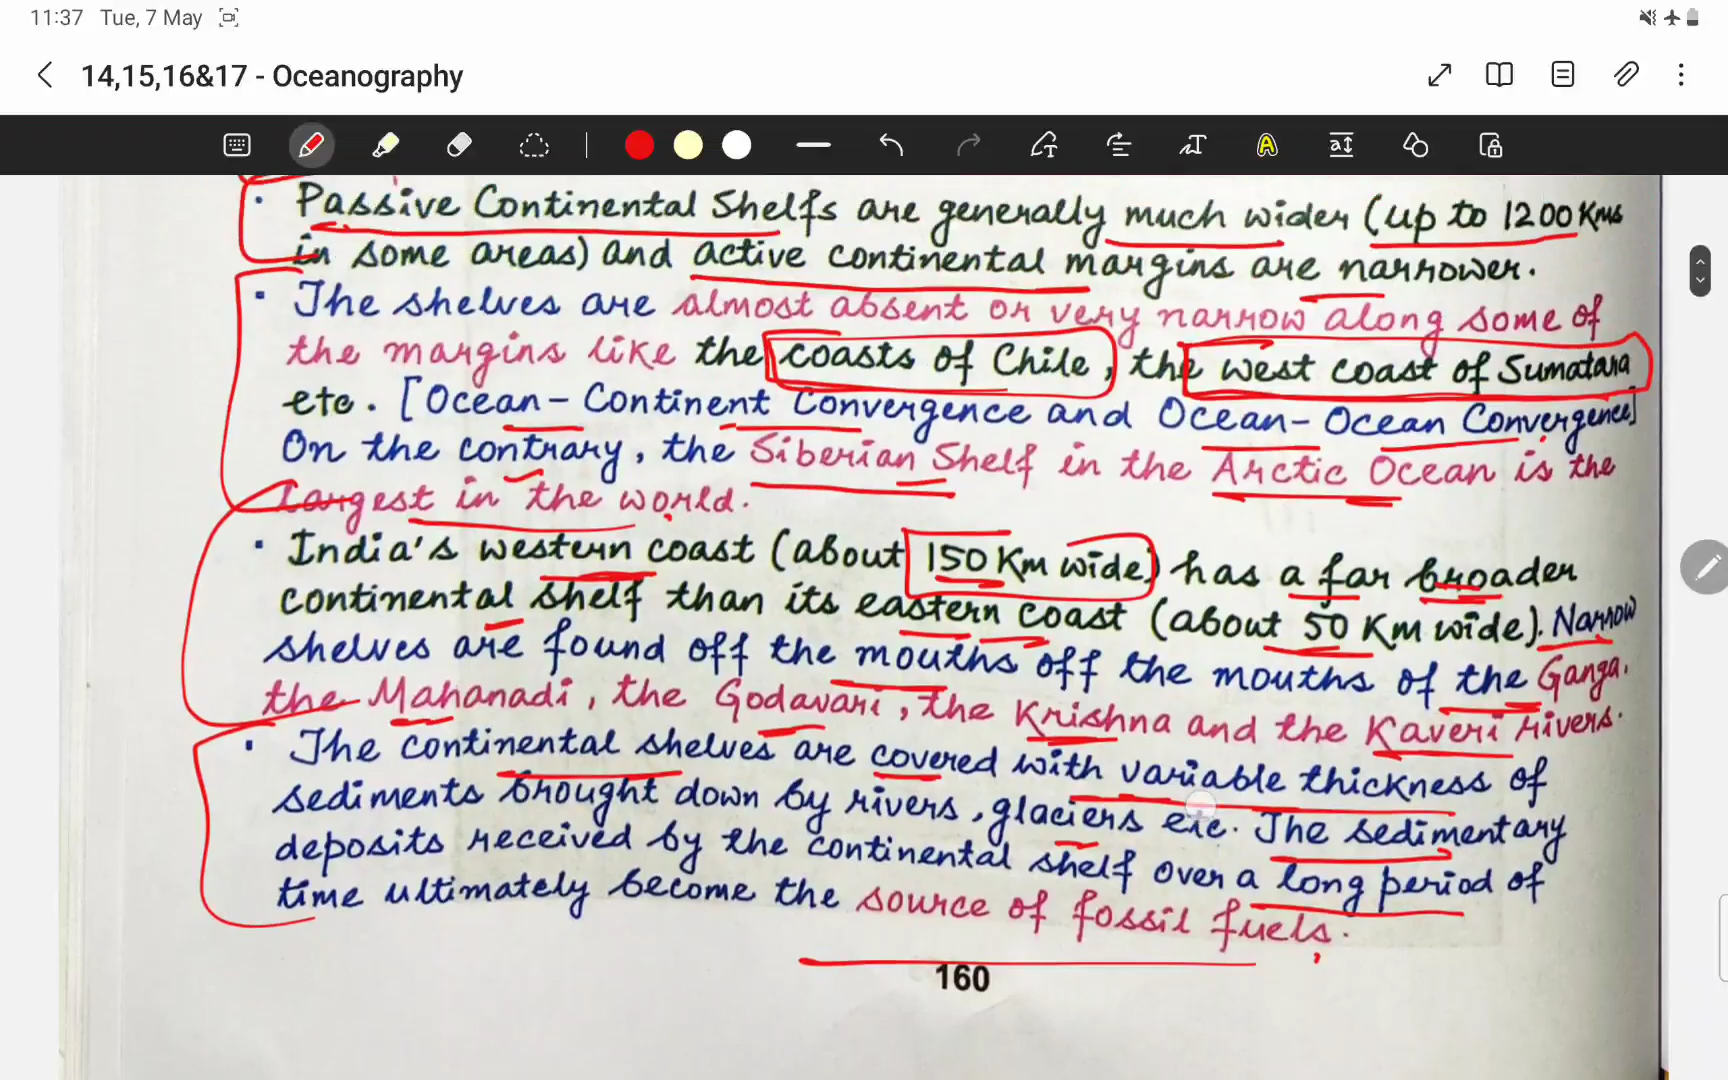 11:37 Tue, 7 May
14,15,16&17 - Oceanography
· Passive Continental Shelfs are generally much wider (up to 1200 Kms
in some areas) and active continental margins are narrower.
· The shelves are almost absent or very narrow along some of
the margins like the coasts of Chile, the west coast of Sumatara
etc. [Ocean-Continent Convergence and Ocean-Ocean Convergence]
On the contrary, the Siberian Shelf in the Arctic Ocean is the
largest in the world.
· India's western coast (about 150 Km wide) has a far broader
continental shelf than its eastern coast (about 50 Km wide). Narrow
shelves are found off the mouths off the mouths of the Ganga,
the Mahanadi, the Godavari, the Krishna and the Kaveri rivers.
· The continental shelves are covered with variable thickness of
sediments brought down by rivers, glaciers etc. The sedimentary
deposits received by the continental shelf over a long period of
time ultimately become the source of fossil fuels.
160